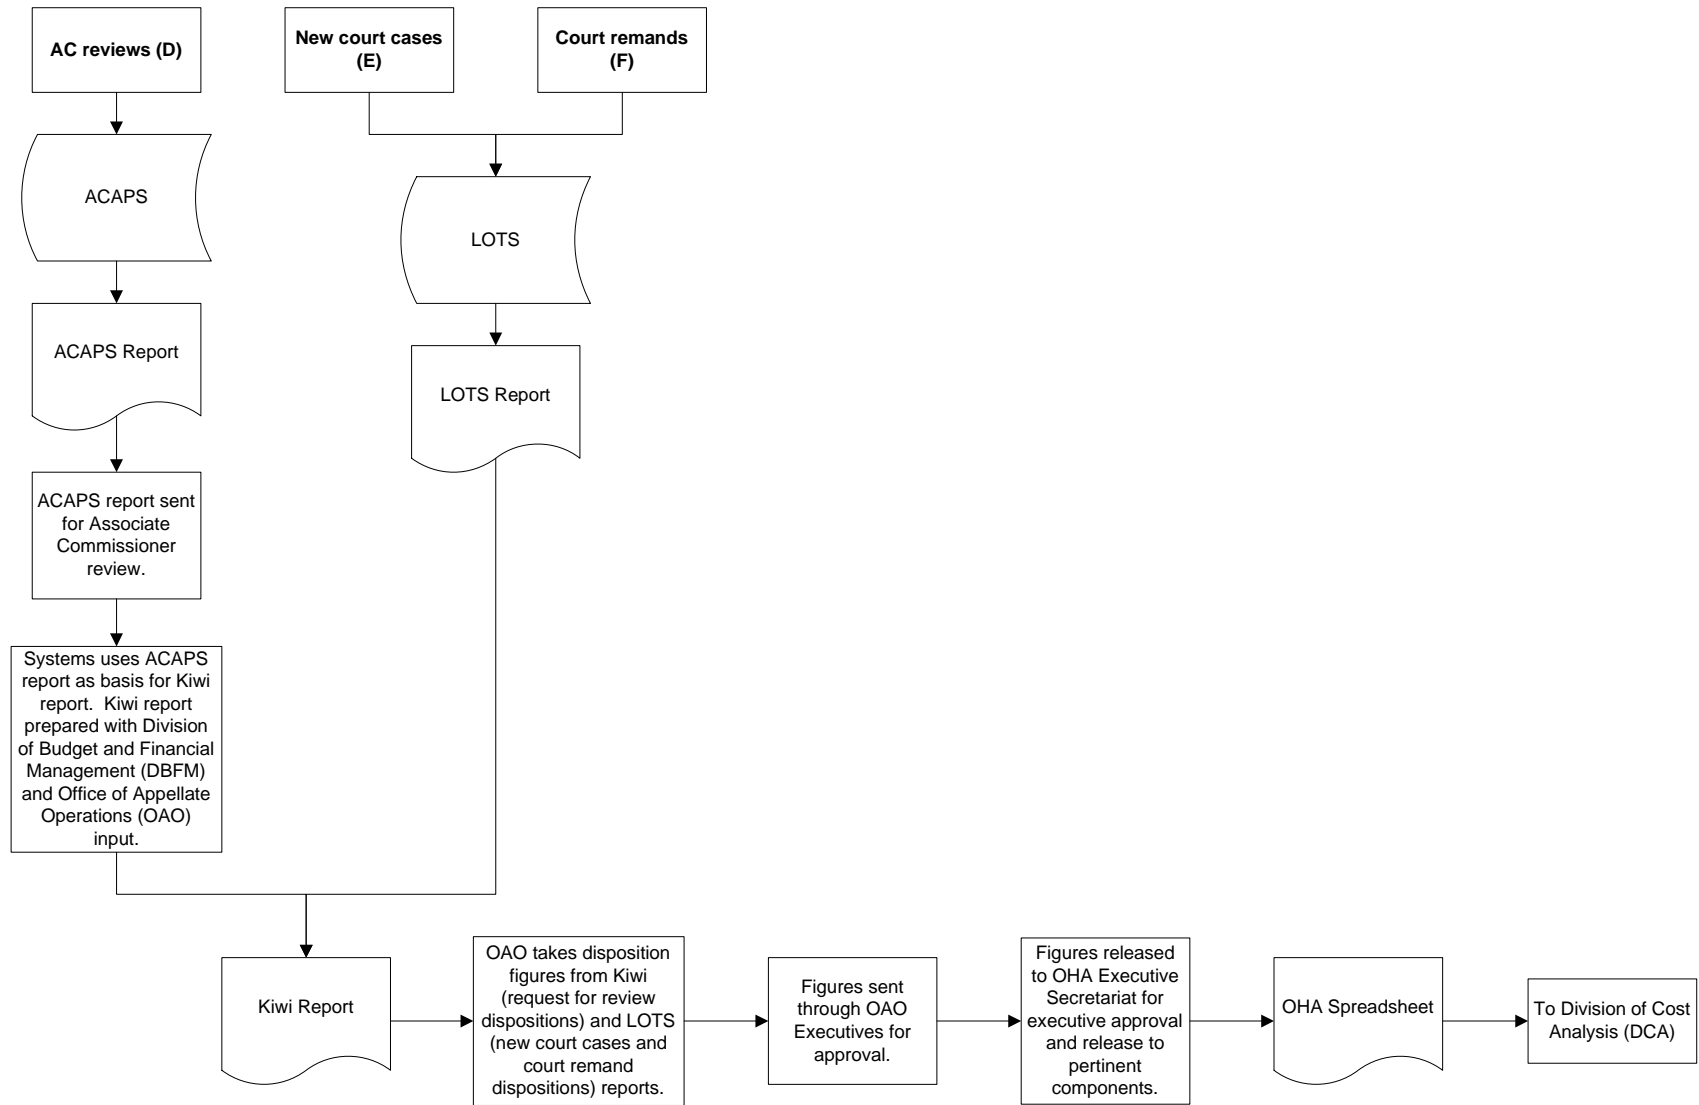 AC reviews (D)
New court cases
(E)
Court remands
(F)
ACAPS
LOTS
ACAPS Report
LOTS Report
ACAPS report sent
for Associate
Commissioner
review.
Systems uses ACAPS
report as basis for Kiwi
report.  Kiwi report
prepared with Division
of Budget and Financial
Management (DBFM)
and Office of Appellate
Operations (OAO)
input.
Kiwi Report
OAO takes disposition
figures from Kiwi
(request for review
dispositions) and LOTS
(new court cases and
court remand
dispositions) reports.
Figures sent
through OAO
Executives for
approval.
Figures released
to OHA Executive
Secretariat for
executive approval
and release to
pertinent
components.
OHA Spreadsheet
To Division of Cost
Analysis (DCA)